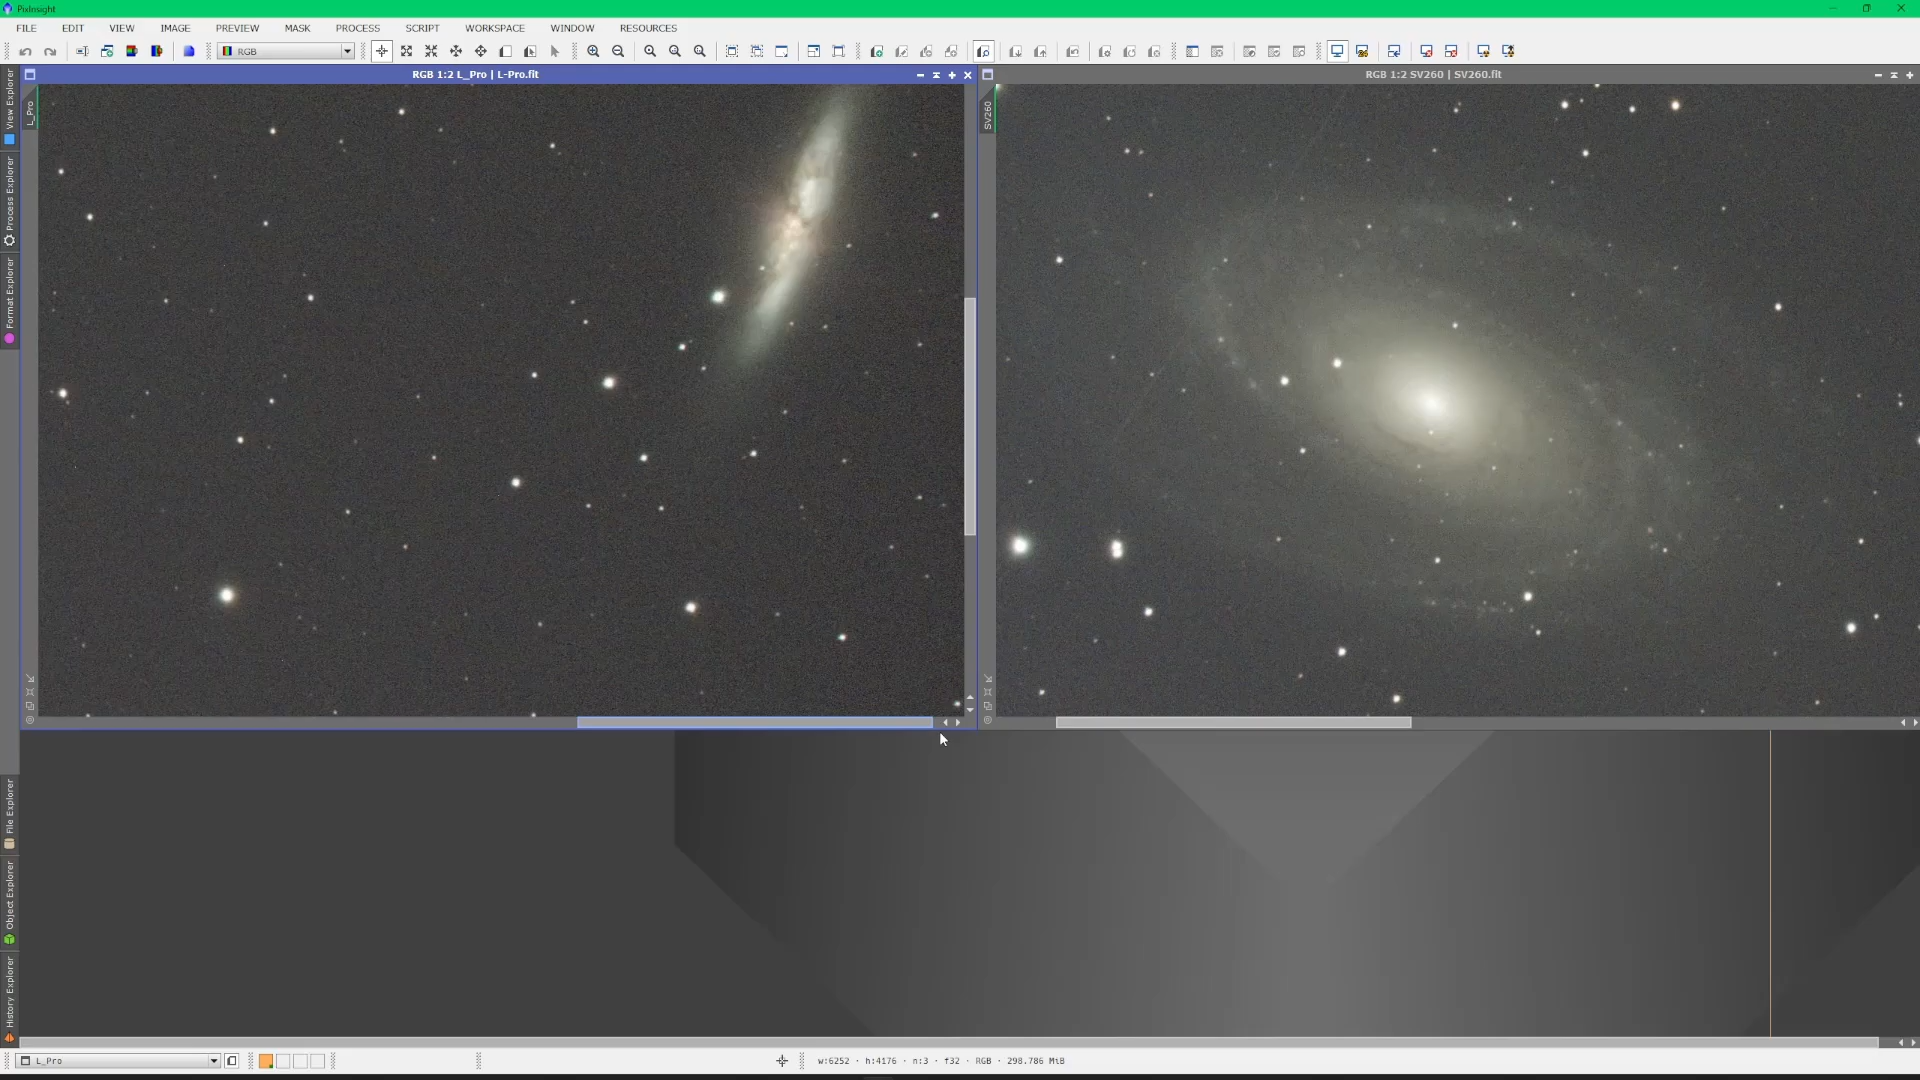 PixInsight
FILE EDIT VIEW IMAGE PREVIEW MASK PROCESS SCRIPT WORKSPACE WINDOW RESOURCES
RGB
RGB 1:2 L_Pro | L-Pro.fit
RGB 1:2 SV260 | SV260.fit
View Explorer
Process Explorer
Format Explorer
File Explorer
Object Explorer
History Explorer
L_Pro
SV260
L_Pro
w:6252 · h:4176 · n:3 · f32 · RGB · 298.786 MiB